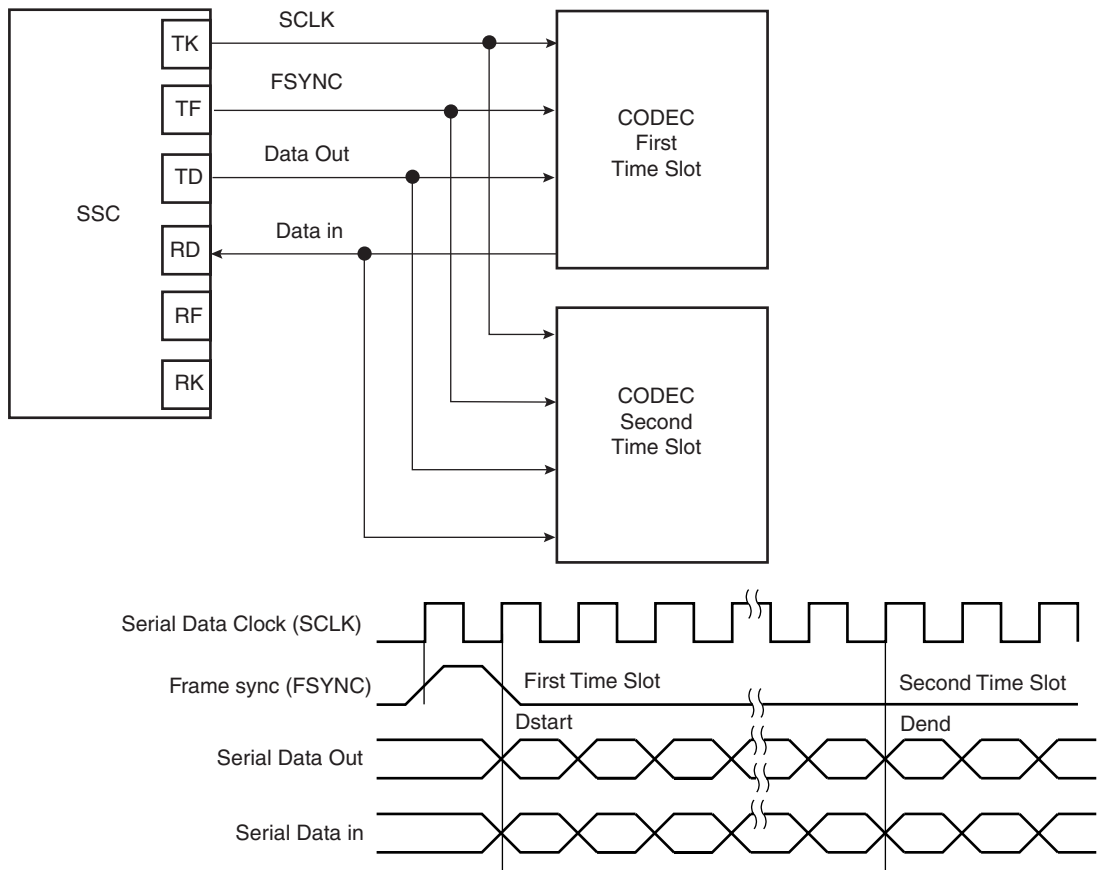 SSC
TK
TF
TD
RD
RF
RK
SCLK
FSYNC
Data Out
Data in
CODEC
First
Time Slot
CODEC
Second
Time Slot
Serial Data Clock (SCLK)
Frame sync (FSYNC)
First Time Slot
Second Time Slot
Dstart
Dend
Serial Data Out
Serial Data in